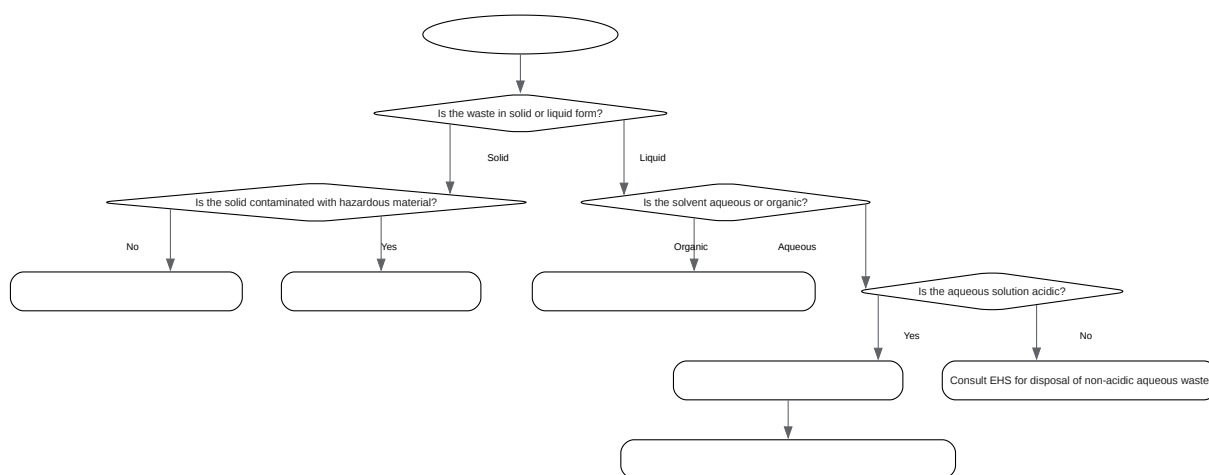 Is the waste in solid or liquid form?
Solid
Liquid
Is the solid contaminated with hazardous material?
Is the solvent aqueous or organic?
No
Yes
Organic
Aqueous
Is the aqueous solution acidic?
Yes
No
Consult EHS for disposal of non-acidic aqueous waste